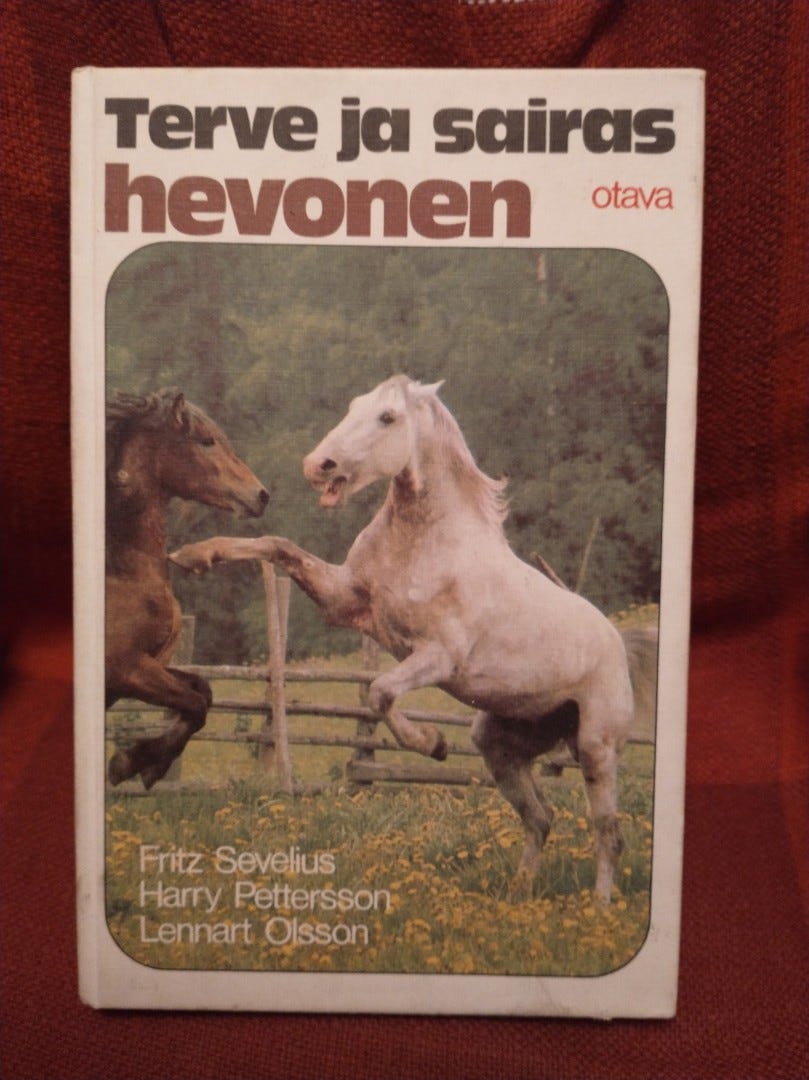 Terve ja sairas
hevonen
otava
Fritz Sevelius
Harry Pettersson
Lennart Olsson